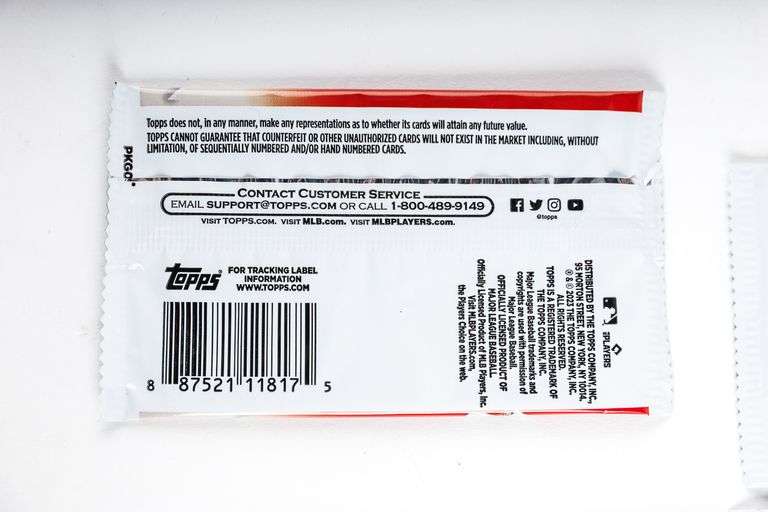 Topps does not, in any manner, make any representations as to whether its cards will attain any future value.
TOPPS CANNOT GUARANTEE THAT COUNTERFEIT OR OTHER UNAUTHORIZED CARDS WILL NOT EXIST IN THE MARKET INCLUDING, WITHOUT
LIMITATION, OF SEQUENTIALLY NUMBERED AND/OR HAND NUMBERED CARDS.
CONTACT CUSTOMER SERVICE
EMAIL SUPPORT@TOPPS.COM OR CALL 1-800-489-9149
@topps
VISIT TOPPS.COM. VISIT MLB.com. VISIT MLBPLAYERS.com.
topps
FOR TRACKING LABEL
INFORMATION
WWW.TOPPS.COM
8 87521 11817 5
DISTRIBUTED BY THE TOPPS COMPANY, INC.,
95 MORTON STREET, NEW YORK, NY 10014.
® & © 2023 THE TOPPS COMPANY, INC.
ALL RIGHTS RESERVED.
TOPPS IS A REGISTERED TRADEMARK OF
THE TOPPS COMPANY, INC.
Major League Baseball trademarks and
copyrights are used with permission of
Major League Baseball.
OFFICIALLY LICENSED PRODUCT OF
MAJOR LEAGUE BASEBALL.
Officially Licensed Product of MLB Players, Inc.
Visit MLBPLAYERS.com,
the Players Choice on the web.
PLAYERS